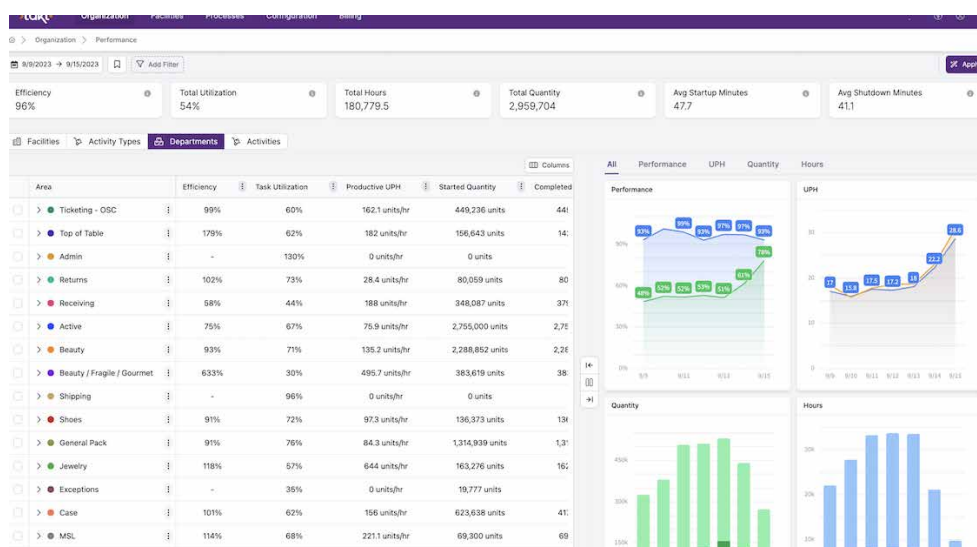 takt Organization Facilities Processes Configuration Billing
Organization > Performance
9/9/2023 → 9/15/2023 Add Filter Appl
Efficiency
96%
Total Utilization
54%
Total Hours
180,779.5
Total Quantity
2,959,704
Avg Startup Minutes
47.7
Avg Shutdown Minutes
41.1
Facilities Activity Types Departments Activities
Columns
Area Efficiency Task Utilization Productive UPH Started Quantity Completed
Ticketing - OSC 99% 60% 162.1 units/hr 449,236 units
Top of Table 179% 62% 182 units/hr 156,643 units
Admin - 130% 0 units/hr 0 units
Returns 102% 73% 28.4 units/hr 80,059 units 80
Receiving 58% 44% 188 units/hr 348,087 units
Active 75% 67% 75.9 units/hr 2,755,000 units 2,75
Beauty 93% 71% 135.2 units/hr 2,288,852 units 2,28
Beauty / Fragile / Gourmet 633% 30% 495.7 units/hr 383,619 units 38
Shipping - 96% 0 units/hr 0 units
Shoes 91% 72% 97.3 units/hr 136,373 units
General Pack 91% 76% 84.3 units/hr 1,314,939 units
Jewelry 118% 57% 644 units/hr 163,276 units
Exceptions - 35% 0 units/hr 19,777 units
Case 101% 62% 156 units/hr 623,638 units
MSL 114% 68% 221.1 units/hr 69,300 units 69
All Performance UPH Quantity Hours
Performance
93% 99% 93% 97% 97% 93%
78%
61%
48% 52% 52% 53% 51%
90%
60%
30%
0%
9/9 9/11 9/13 9/15
UPH
28.6
22.2
17 15.8 17.5 17.2 18
30
20
10
0
9/9 9/10 9/11 9/12 9/13 9/14 9/15
Quantity
450k
300k
150k
Hours
30k
20k
10k